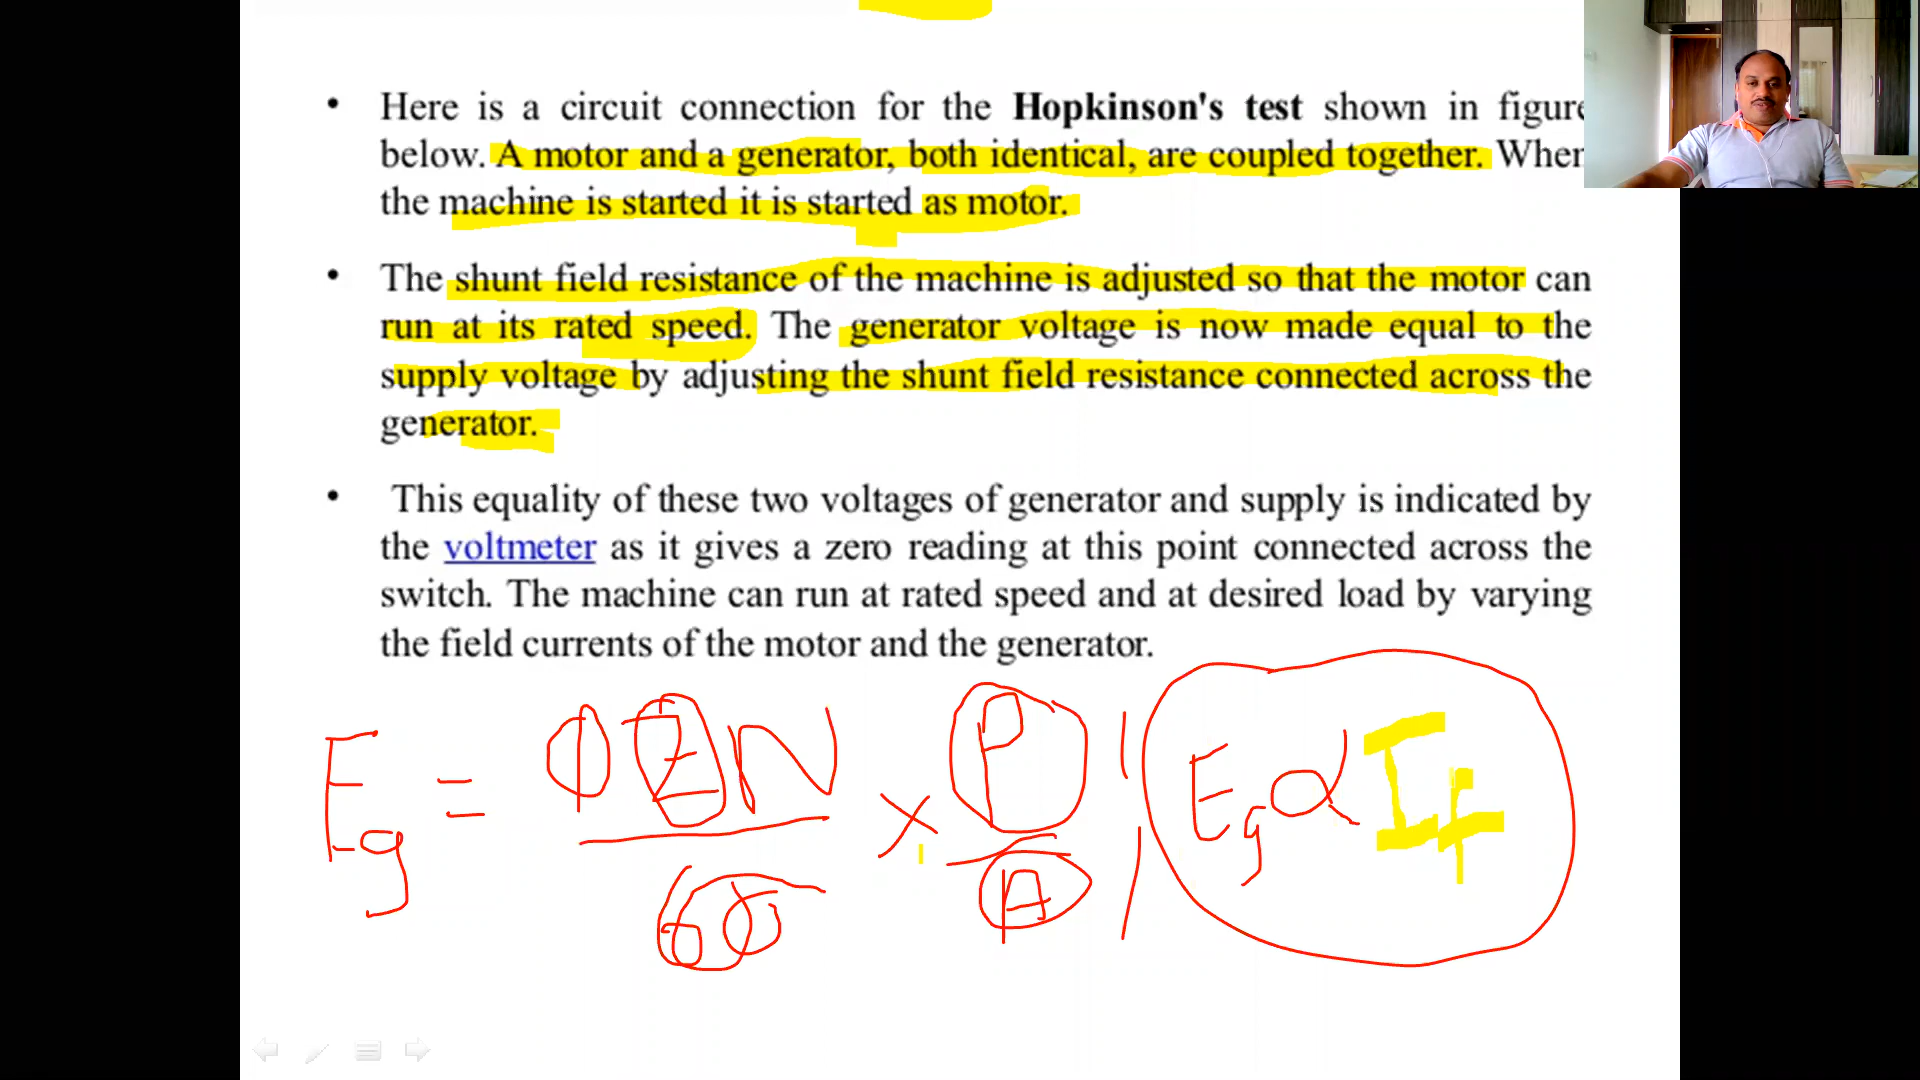 • Here is a circuit connection for the Hopkinson's test shown in figure
below. A motor and a generator, both identical, are coupled together. When
the machine is started it is started as motor.
• The shunt field resistance of the machine is adjusted so that the motor can
run at its rated speed. The generator voltage is now made equal to the
supply voltage by adjusting the shunt field resistance connected across the
generator.
• This equality of these two voltages of generator and supply is indicated by
the voltmeter as it gives a zero reading at this point connected across the
switch. The machine can run at rated speed and at desired load by varying
the field currents of the motor and the generator.
Eg = ΦZN/60 × P/A
Eg α If